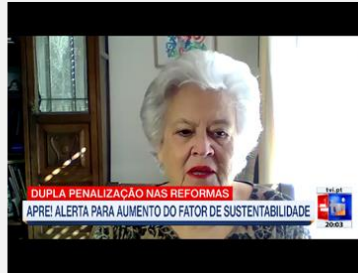 DUPLA PENALIZAÇÃO NAS REFORMAS
APRE! ALERTA PARA AUMENTO DO FATOR DE SUSTENTABILIDADE
tvi.pt
20:03